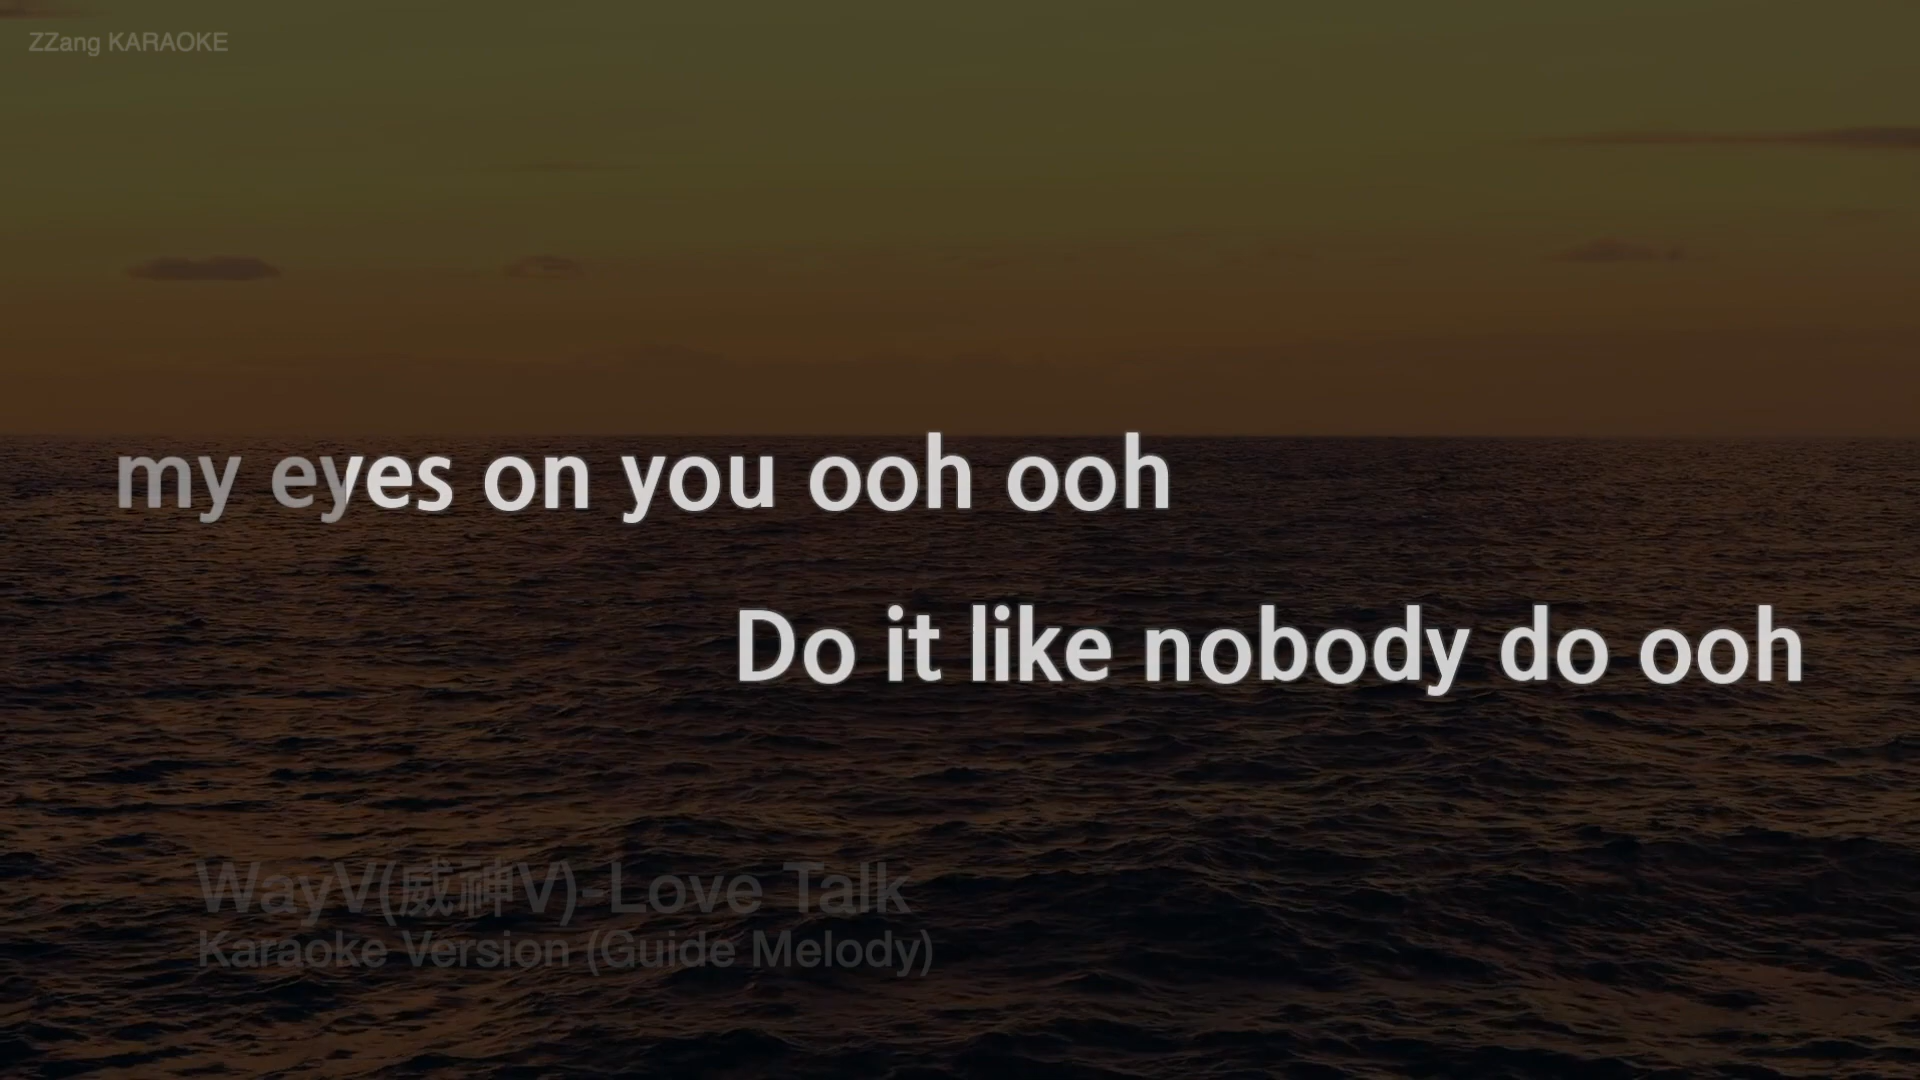 ZZang KARAOKE
my eyes on you ooh ooh
Do it like nobody do ooh
WayV(威神V)-Love Talk
Karaoke Version (Guide Melody)